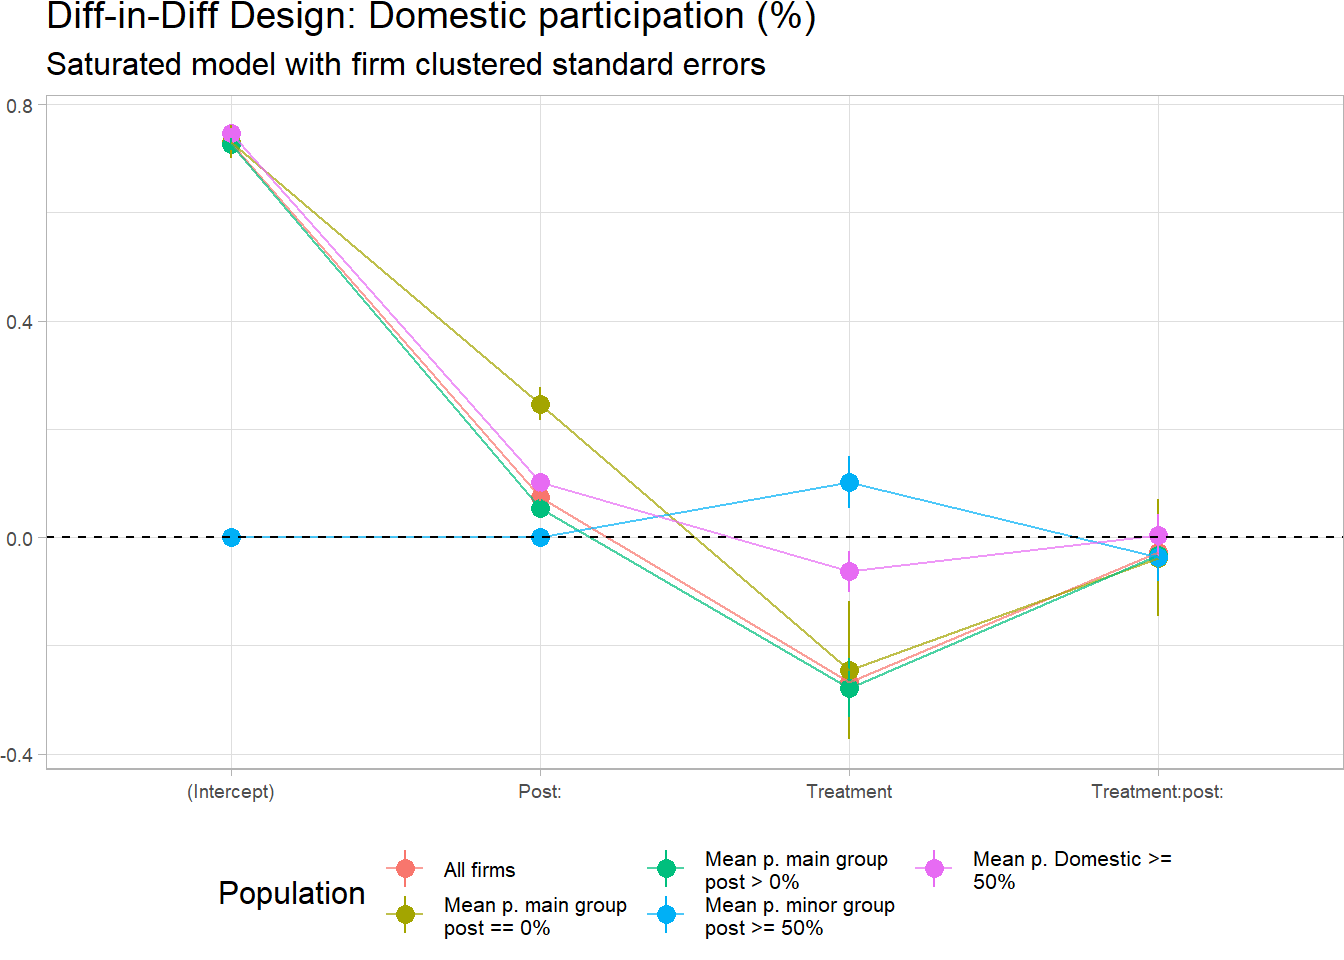 Diff-in-Diff Design: Domestic participation (%)
Saturated model with firm clustered standard errors
0.8
0.4
0.0
-0.4
(Intercept)
Post:
Treatment
Treatment:post:
Population
All firms
Mean p. main group
post == 0%
Mean p. main group
post > 0%
Mean p. minor group
post >= 50%
Mean p. Domestic >=
50%